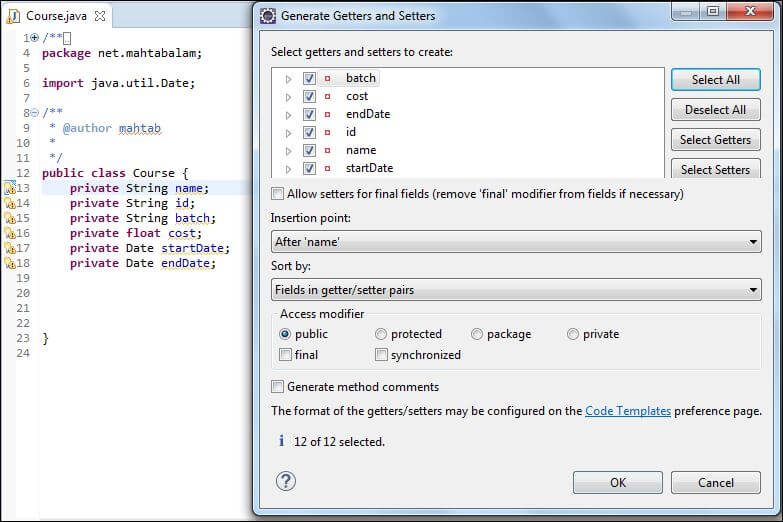 Course.java
1 /**
4 package net.mahtabalam;
5
6 import java.util.Date;
7
8 /**
9  * @author mahtab
10  *
11  */
12 public class Course {
13     private String name;
14     private String id;
15     private String batch;
16     private float cost;
17     private Date startDate;
18     private Date endDate;
19
20
21
22
23 }
24
Generate Getters and Setters
Select getters and setters to create:
batch
cost
endDate
id
name
startDate
Select All
Deselect All
Select Getters
Select Setters
Allow setters for final fields (remove 'final' modifier from fields if necessary)
Insertion point:
After 'name'
Sort by:
Fields in getter/setter pairs
Access modifier
public protected package private
final synchronized
Generate method comments
The format of the getters/setters may be configured on the Code Templates preference page.
i 12 of 12 selected.
? OK Cancel